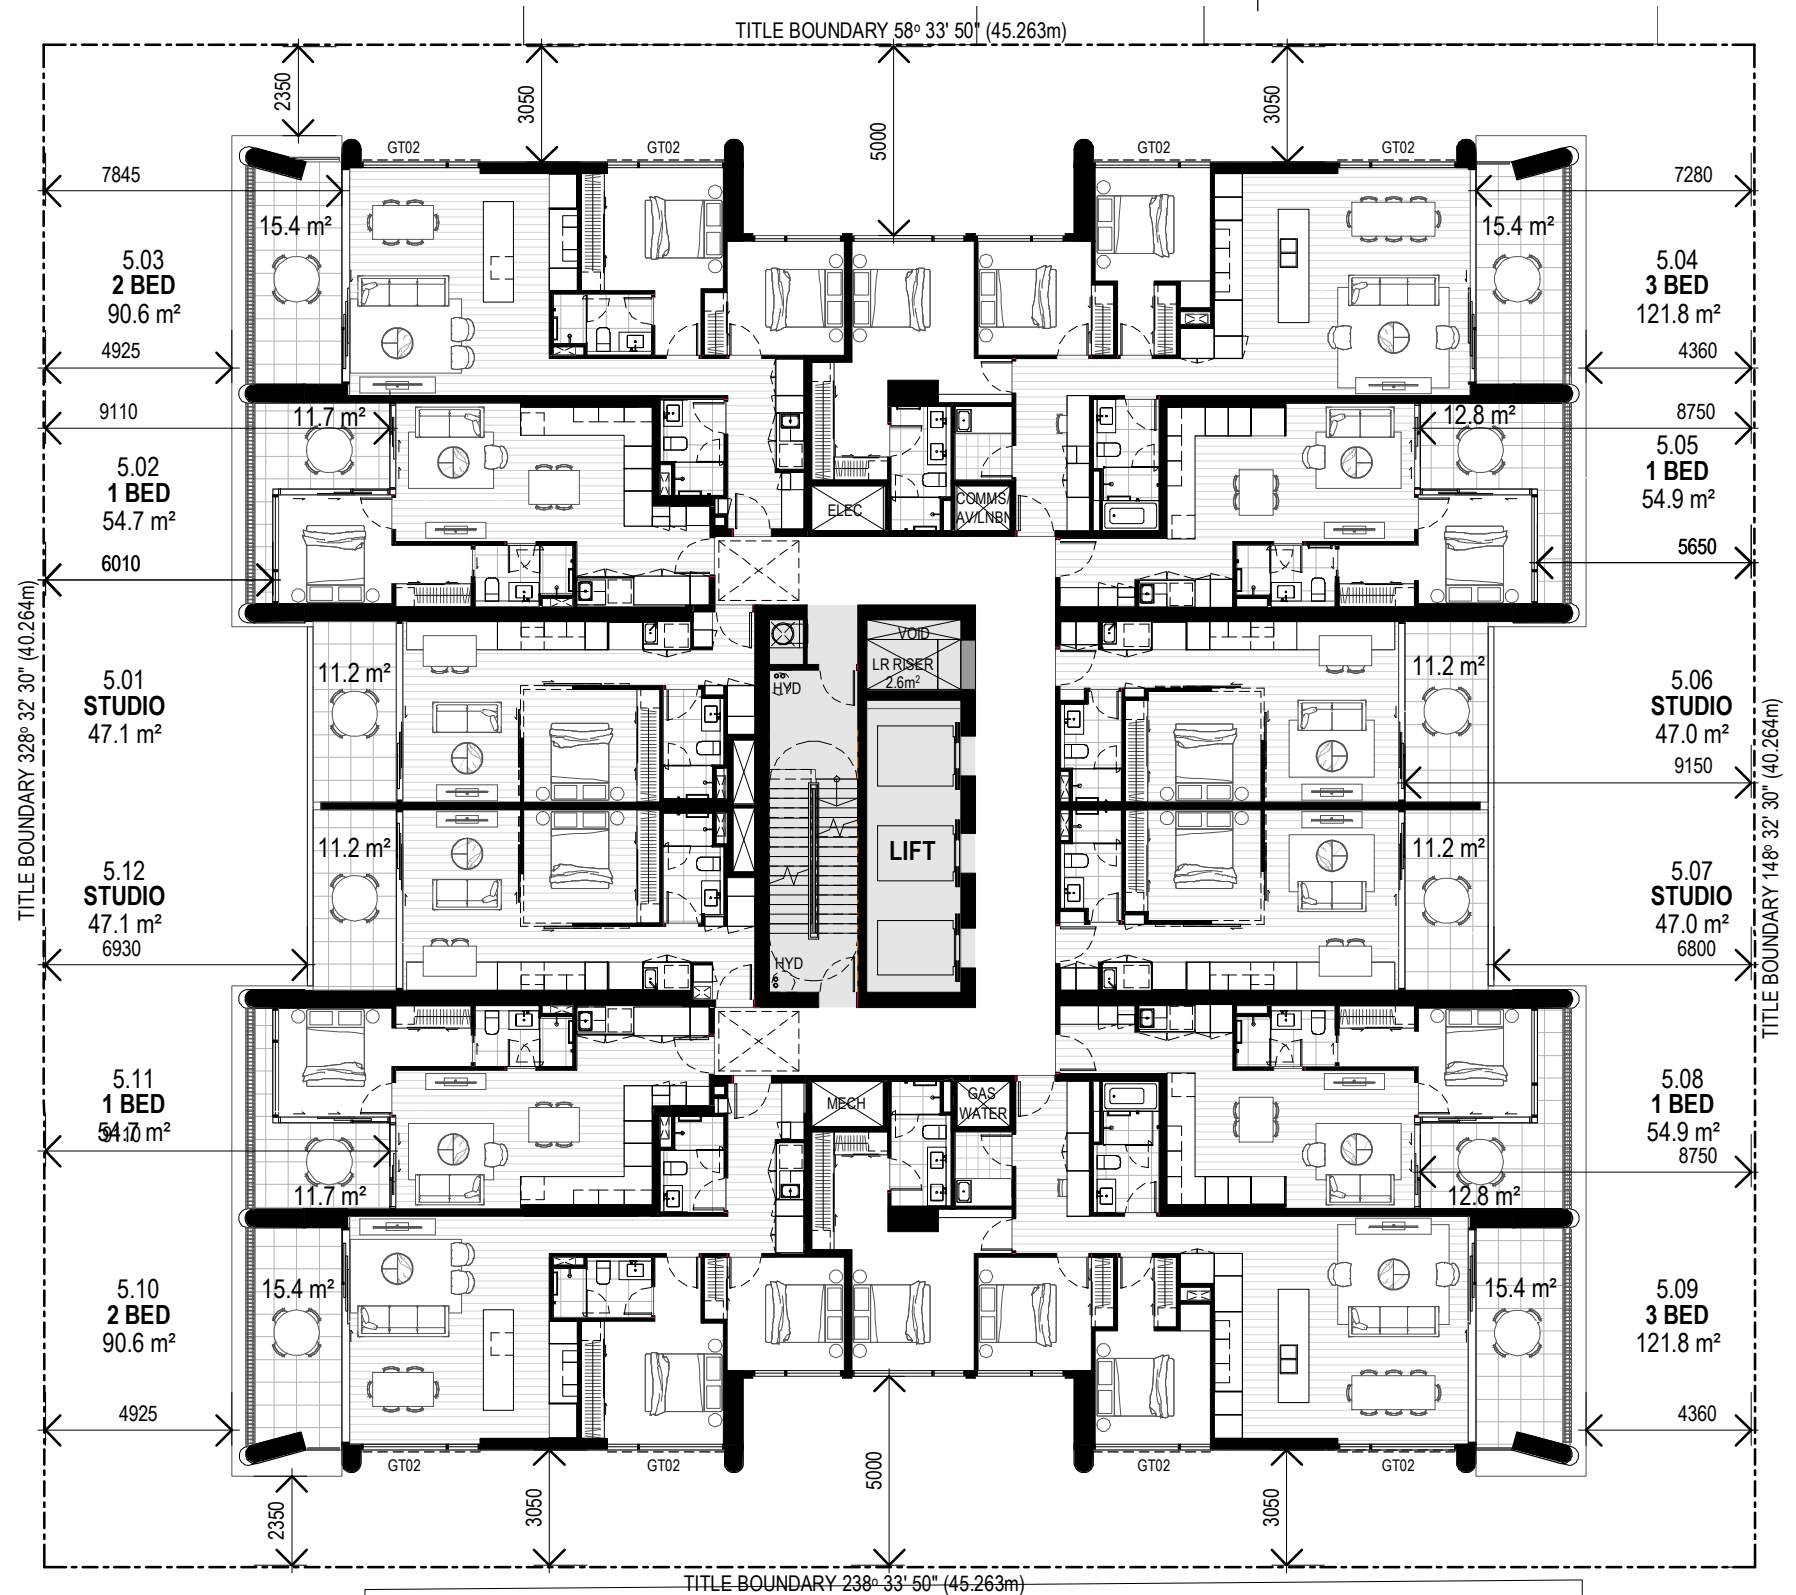 TITLE BOUNDARY 58º 33' 50" (45.263m)
2350
3050
5000
3050
GT02
GT02
GT02
GT02
7845
7280
15.4 m²
15.4 m²
5.03
2 BED
90.6 m²
5.04
3 BED
121.8 m²
4925
4360
9110
11.7 m²
12.8 m²
8750
5.02
1 BED
54.7 m²
5.05
1 BED
54.9 m²
ELEC
COMMS/
AV/LNBN
6010
5650
TITLE BOUNDARY 328º 32' 30" (40.264m)
VOID
LR RISER
2.6m²
HYD
11.2 m²
11.2 m²
5.01
STUDIO
47.1 m²
5.06
STUDIO
47.0 m²
9150
TITLE BOUNDARY 148º 32' 30" (40.264m)
11.2 m²
LIFT
11.2 m²
5.12
STUDIO
47.1 m²
6930
5.07
STUDIO
47.0 m²
6800
HYD
5.11
1 BED
54.7 m²
9110
MECH
GAS
WATER
5.08
1 BED
54.9 m²
8750
11.7 m²
12.8 m²
15.4 m²
15.4 m²
5.10
2 BED
90.6 m²
5.09
3 BED
121.8 m²
4925
4360
GT02
GT02
GT02
GT02
2350
3050
5000
3050
TITLE BOUNDARY 238º 33' 50" (45.263m)